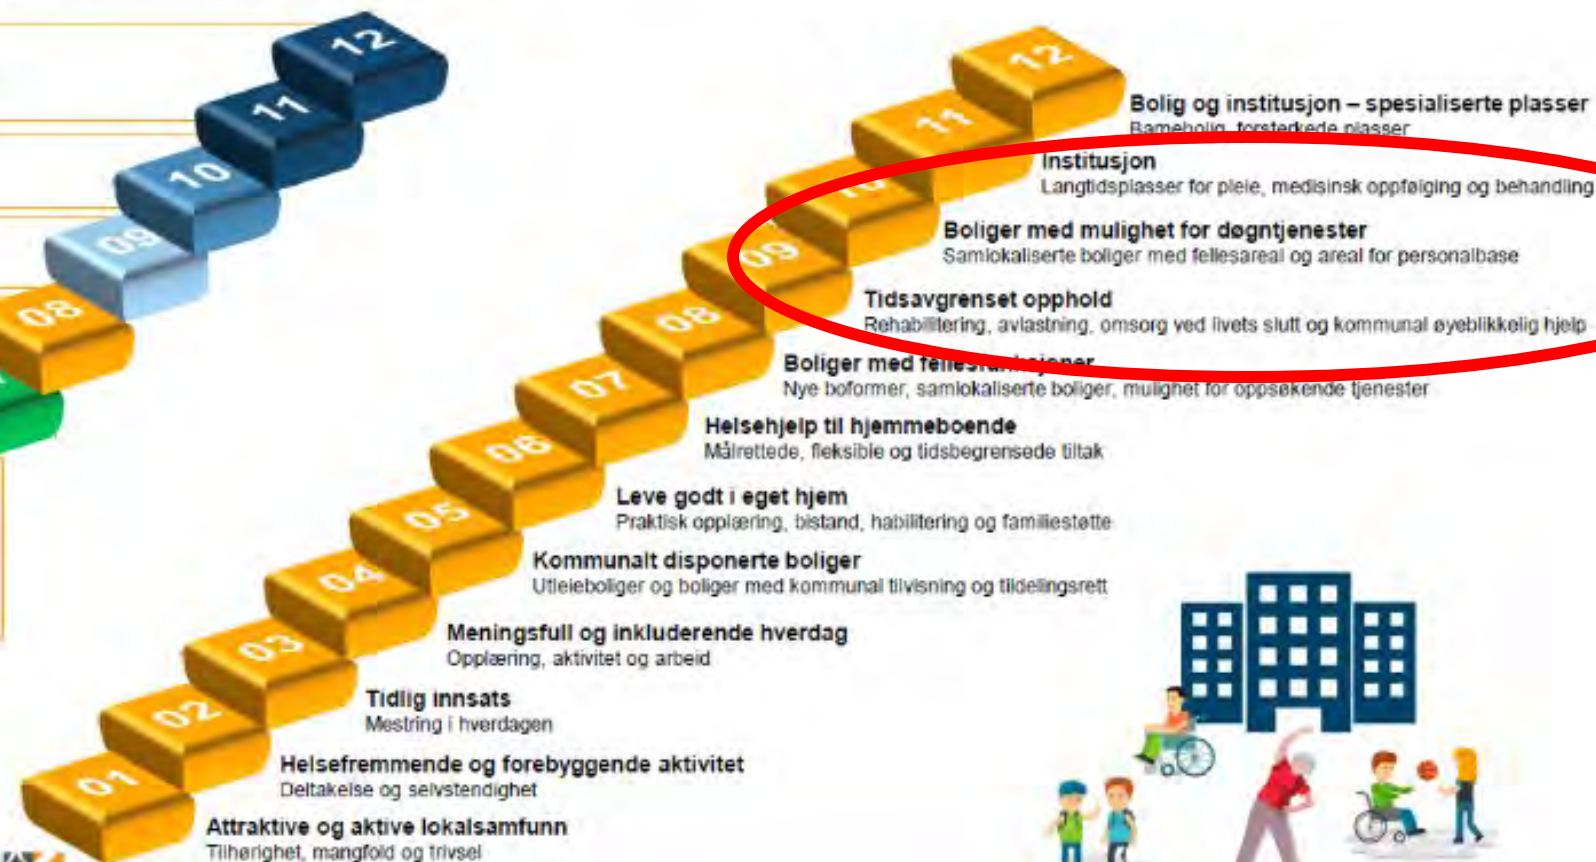 12
11
10
09
08
12
Bolig og institusjon – spesialiserte plasser
Barnebolig, forsterkede plasser
11
Institusjon
Langtidsplasser for pleie, medisinsk oppfølging og behandling
10
Boliger med mulighet for døgntjenester
Samlokaliserte boliger med fellesareal og areal for personalbase
09
Tidsavgrenset opphold
Rehabilitering, avlastning, omsorg ved livets slutt og kommunal øyeblikkelig hjelp
08
Boliger med fellesfunksjoner
Nye boformer, samlokaliserte boliger, mulighet for oppsøkende tjenester
07
Helsehjelp til hjemmeboende
Målrettede, fleksible og tidsbegrensede tiltak
06
Leve godt i eget hjem
Praktisk opplæring, bistand, habilitering og familiestøtte
05
Kommunalt disponerte boliger
Utleieboliger og boliger med kommunal tilvisning og tildelingsrett
04
Meningsfull og inkluderende hverdag
Opplæring, aktivitet og arbeid
03
Tidlig innsats
Mestring i hverdagen
02
Helsefremmende og forebyggende aktivitet
Deltakelse og selvstendighet
01
Attraktive og aktive lokalsamfunn
Tilhørighet, mangfold og trivsel